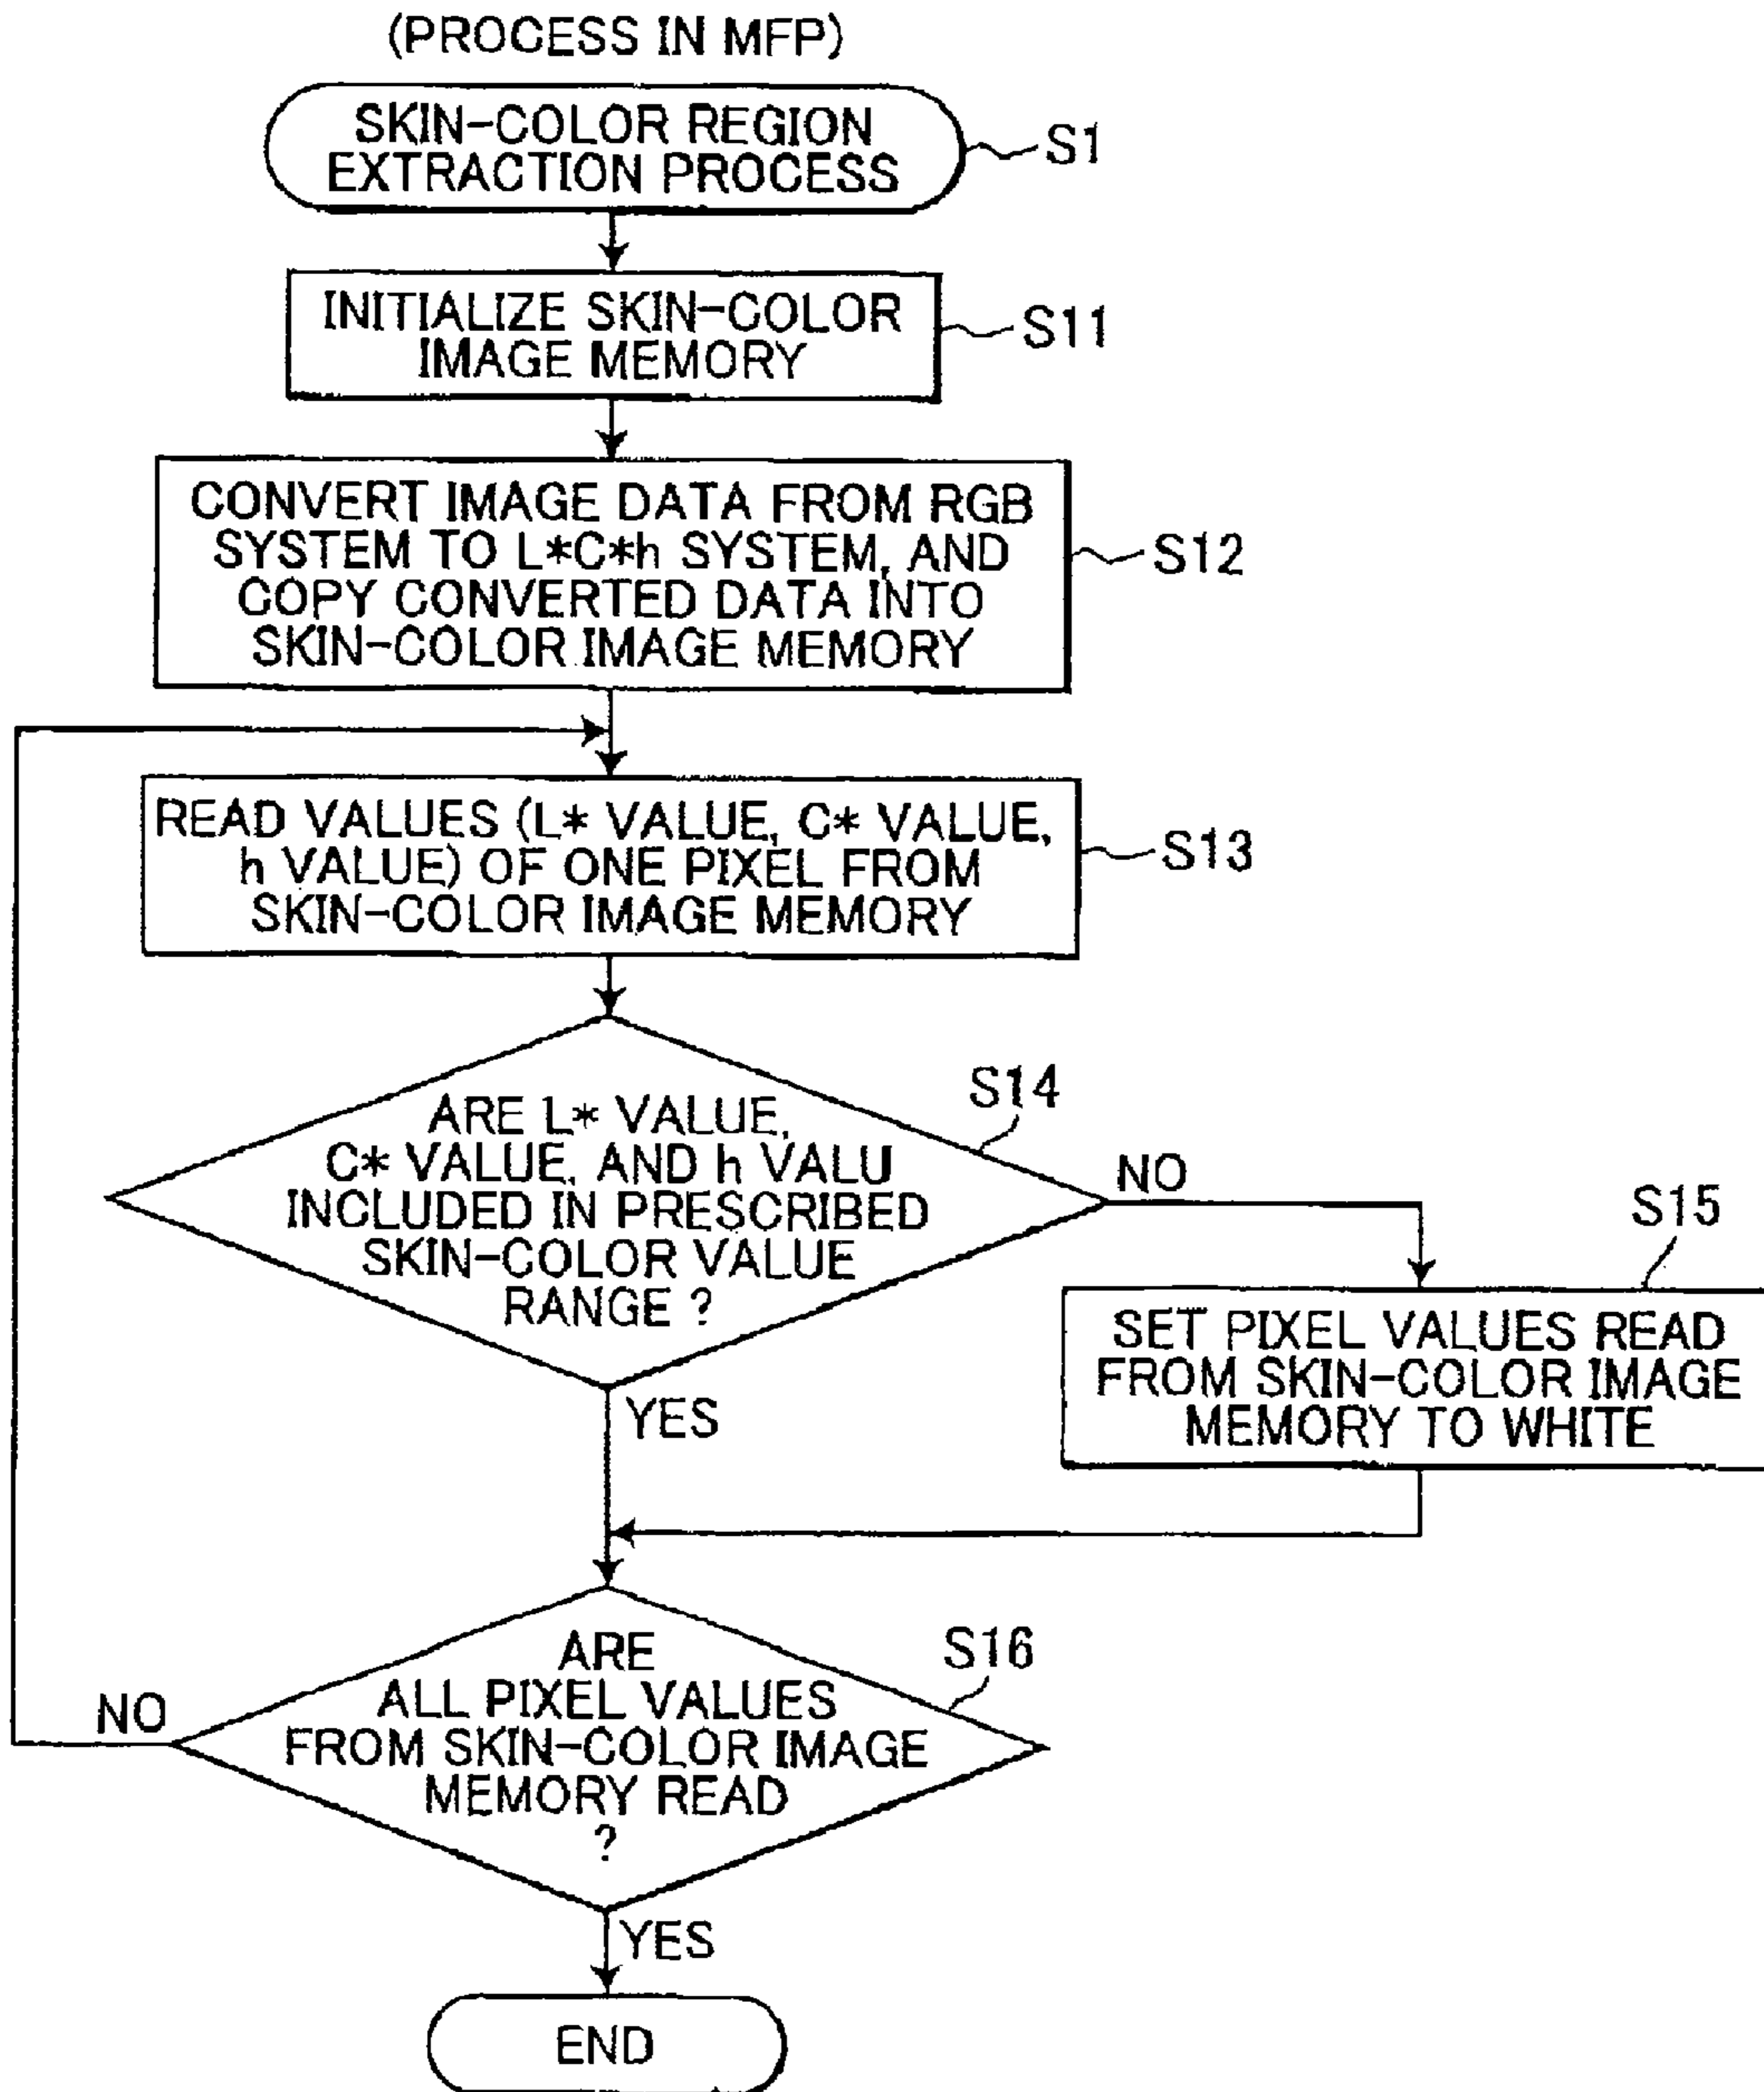 (PROCESS IN MFP)
SKIN-COLOR REGION
EXTRACTION PROCESS
S1
INITIALIZE SKIN-COLOR
IMAGE MEMORY
S11
CONVERT IMAGE DATA FROM RGB
SYSTEM TO L*C*h SYSTEM, AND
COPY CONVERTED DATA INTO
SKIN-COLOR IMAGE MEMORY
S12
READ VALUES (L* VALUE, C* VALUE,
h VALUE) OF ONE PIXEL FROM
SKIN-COLOR IMAGE MEMORY
S13
ARE L* VALUE,
C* VALUE, AND h VALU
INCLUDED IN PRESCRIBED
SKIN-COLOR VALUE
RANGE ?
S14
NO
YES
S15
SET PIXEL VALUES READ
FROM SKIN-COLOR IMAGE
MEMORY TO WHITE
ARE
ALL PIXEL VALUES
FROM SKIN-COLOR IMAGE
MEMORY READ
?
S16
NO
YES
END